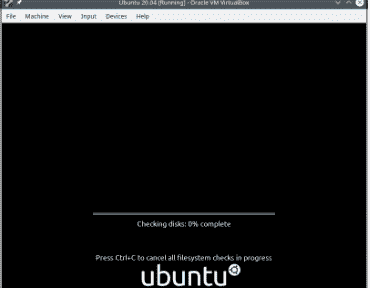 Ubuntu 20.04 [Running] - Oracle VM VirtualBox
File Machine View Input Devices Help
Checking disks: 0% complete
Press Ctrl+C to cancel all filesystem checks in progress
ubuntu